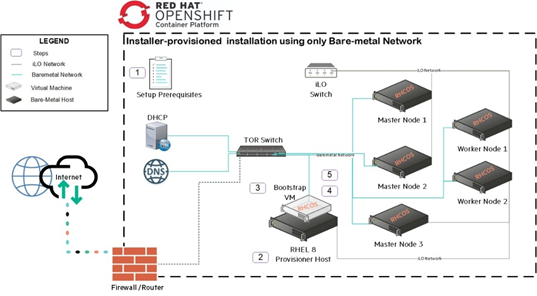 RED HAT
OPENSHIFT
Container Platform
LEGEND
Steps
iLO Network
Baremetal Network
Virtual Machine
Bare-Metal Host
Installer-provisioned installation using only Bare-metal Network
1
Setup Prerequisites
iLO
Switch
iLO Network
DHCP
DNS
TOR Switch
Baremetal Network
RHCOS
Master Node 1
RHCOS
Worker Node 1
RHCOS
Master Node 2
RHCOS
Worker Node 2
RHCOS
Master Node 3
Internet
3
Bootstrap
VM
5
4
RHCOS
2
RHEL 8
Provisioner Host
iLO Network
Firewall/Router